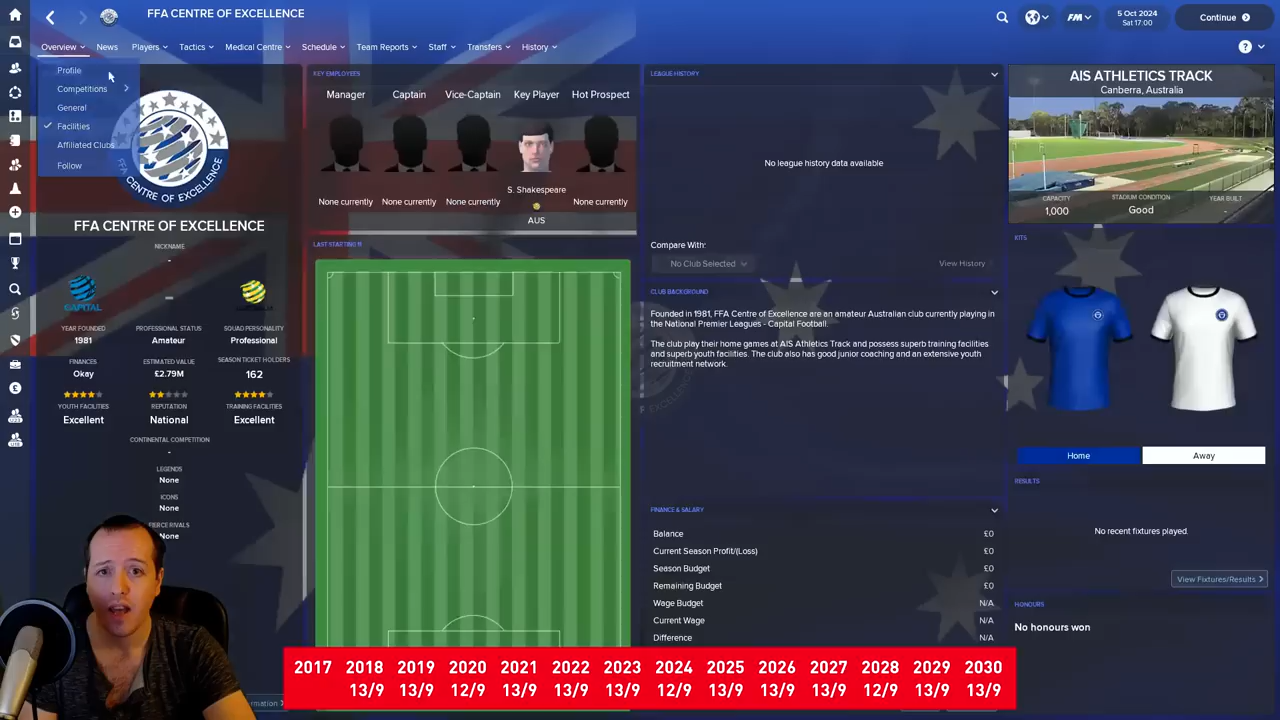 FFA CENTRE OF EXCELLENCE
5 Oct 2024
Sat 17:00
Continue
FM
Overview
News
Players
Tactics
Medical Centre
Schedule
Team Reports
Staff
Transfers
History
?
Profile
Competitions
General
Facilities
Affiliated Clubs
Follow
FFA CENTRE OF EXCELLENCE
FFA CENTRE OF EXCELLENCE
NICKNAME
-
CAPITAL
YEAR FOUNDED
1981
PROFESSIONAL STATUS
Amateur
SQUAD PERSONALITY
Professional
FINANCES
Okay
ESTIMATED VALUE
£2.79M
SEASON TICKET HOLDERS
162
YOUTH FACILITIES
Excellent
REPUTATION
National
TRAINING FACILITIES
Excellent
CONTINENTAL COMPETITION
-
LEGENDS
None
ICONS
None
FIERCE RIVALS
None
KEY EMPLOYEES
Manager
Captain
Vice-Captain
Key Player
Hot Prospect
None currently
None currently
None currently
S. Shakespeare
AUS
None currently
LAST STARTING 11
LEAGUE HISTORY
No league history data available
Compare With:
No Club Selected
View History
CLUB BACKGROUND
Founded in 1981, FFA Centre of Excellence are an amateur Australian club currently playing in
the National Premier Leagues - Capital Football.
The club play their home games at AIS Athletics Track and possess superb training facilities
and superb youth facilities. The club also has good junior coaching and an extensive youth
recruitment network.
FINANCE & SALARY
Balance £0
Current Season Profit/(Loss) £0
Season Budget £0
Remaining Budget £0
Wage Budget N/A
Current Wage N/A
Difference N/A
AIS ATHLETICS TRACK
Canberra, Australia
CAPACITY
1,000
STADIUM CONDITION
Good
YEAR BUILT
-
KITS
Home
Away
RESULTS
No recent fixtures played.
View Fixtures/Results
HONOURS
No honours won
2017 2018 2019 2020 2021 2022 2023 2024 2025 2026 2027 2028 2029 2030
13/9 13/9 12/9 13/9 13/9 13/9 12/9 13/9 13/9 13/9 12/9 13/9 13/9